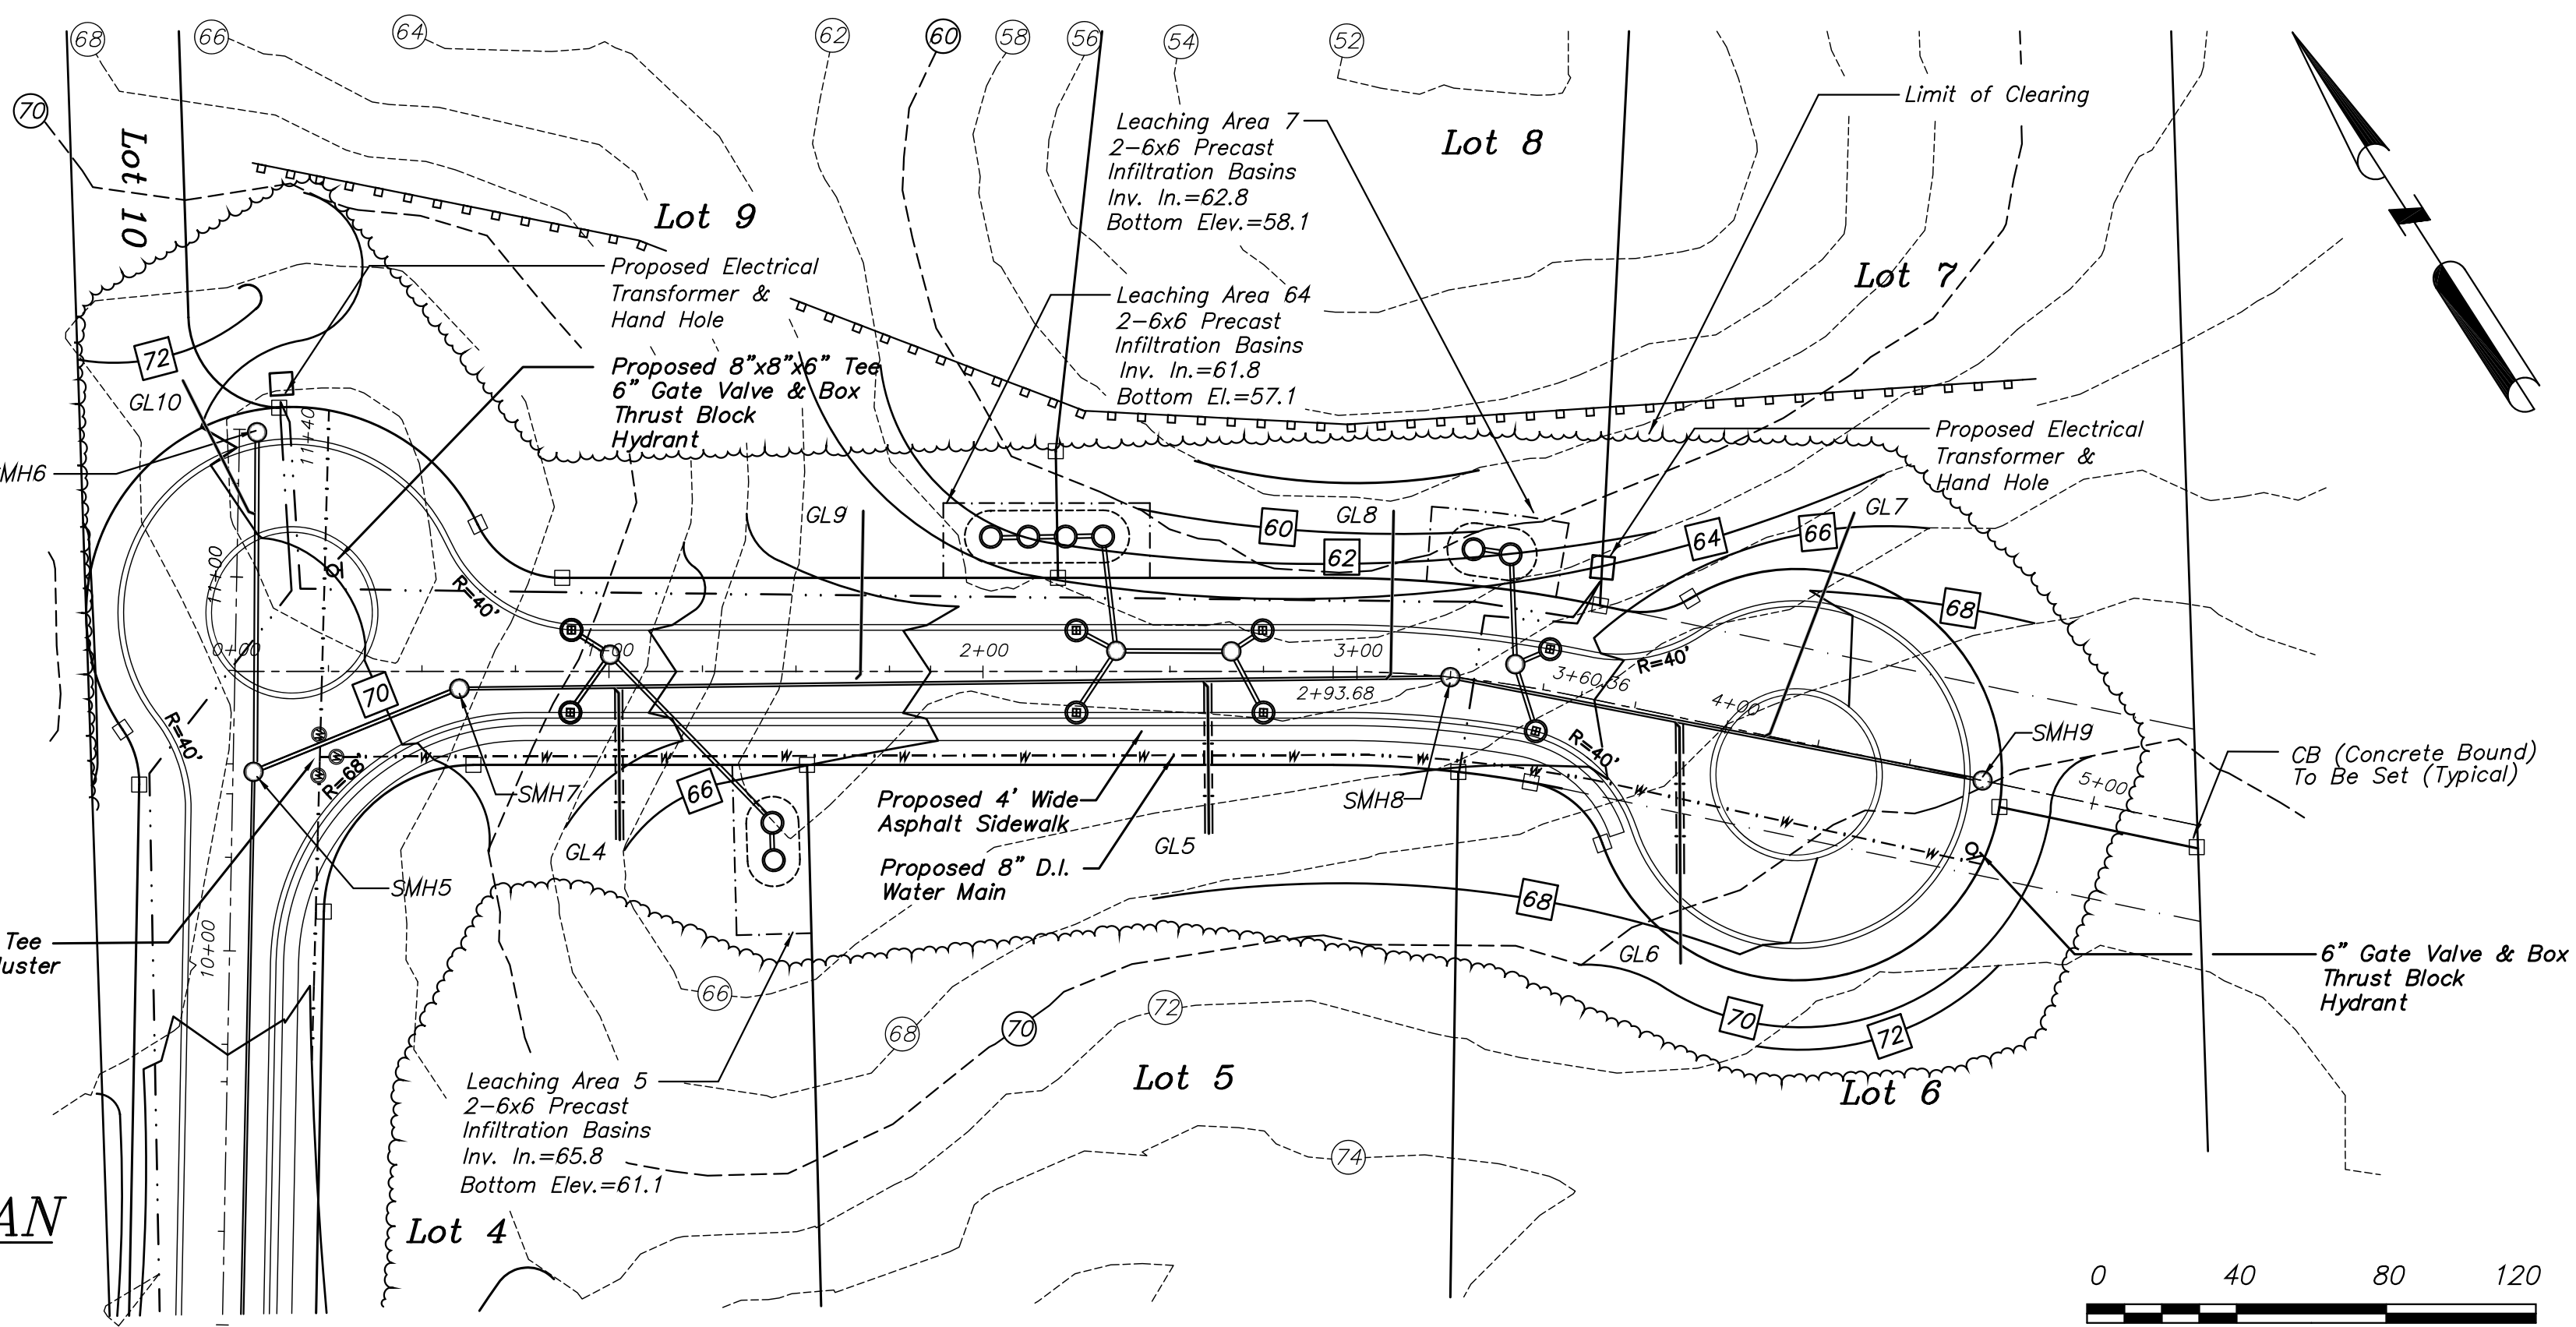 68
66
64
62
60
58
56
54
52
70
Lot 10
Lot 9
Lot 8
Lot 7
Limit of Clearing
Leaching Area 7
2-6x6 Precast
Infiltration Basins
Inv. In.=62.8
Bottom Elev.=58.1
Proposed Electrical
Transformer &
Hand Hole
Leaching Area 64
2-6x6 Precast
Infiltration Basins
Inv. In.=61.8
Bottom El.=57.1
Proposed 8"x8"x6" Tee
6" Gate Valve & Box
Thrust Block
Hydrant
72
GL10
11+40
MH6
Proposed Electrical
Transformer &
Hand Hole
GL9
GL8
GL7
60
62
64
66
68
11+00
R=40'
0+00
1+00
2+00
3+00
2+93.68
3+60.36
R=40'
4+00
5+00
70
R=40'
R=68'
R=40'
W
W
W
W
W
W
W
W
W
W
W
W
W
W
SMH9
CB (Concrete Bound)
To Be Set (Typical)
SMH7
66
Proposed 4' Wide
Asphalt Sidewalk
SMH8
GL4
GL5
Proposed 8" D.I.
Water Main
SMH5
68
GL6
Tee
uster
10+00
6" Gate Valve & Box
Thrust Block
Hydrant
66
68
70
72
70
72
Leaching Area 5
2-6x6 Precast
Infiltration Basins
Inv. In.=65.8
Bottom Elev.=61.1
Lot 5
Lot 6
74
AN
Lot 4
0 40 80 120